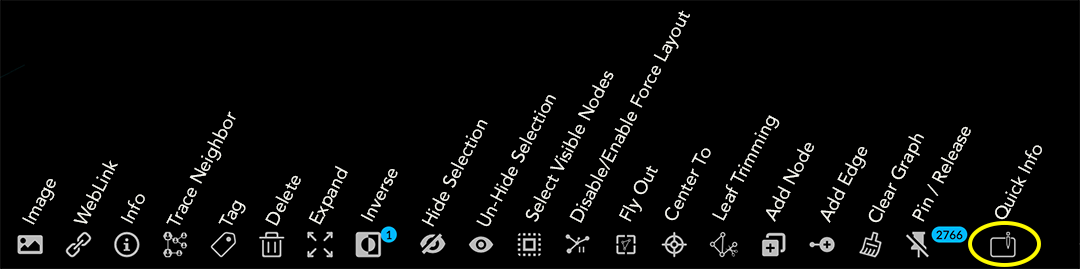 Image
WebLink
Info
Trace Neighbor
Tag
Delete
Expand
Inverse
1
Hide Selection
Un-Hide Selection
Select Visible Nodes
Disable/Enable Force Layout
Fly Out
Center To
Leaf Trimming
Add Node
Add Edge
Clear Graph
Pin / Release
2766
Quick Info